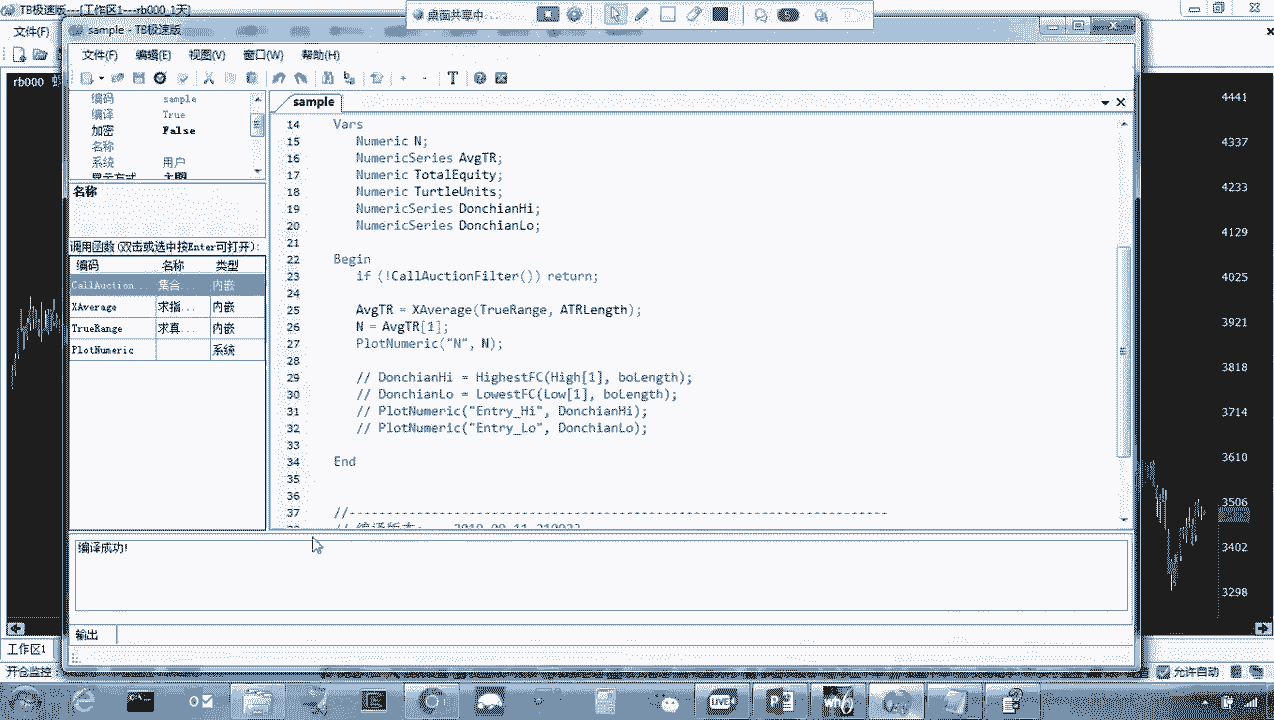 TB极速版---[工作区1---rb000_1天]
桌面共享中...
文件(F)
sample - TB极速版
文件(F) 编辑(E) 视图(V) 窗口(W) 帮助(H)
rb000
编码 sample
编译 True
加密 False
名称
系统 用户
显示方式 主图
名称
调用函数(双击或选中按Enter可打开):
编码 名称 类型
CallAuction... 集合... 内嵌
XAverage 求指... 内嵌
TrueRange 求真... 内嵌
PlotNumeric 系统
sample
14 Vars
15 Numeric N;
16 NumericSeries AvgTR;
17 Numeric TotalEquity;
18 Numeric TurtleUnits;
19 NumericSeries DonchianHi;
20 NumericSeries DonchianLo;
21
22 Begin
23 if (!CallAuctionFilter()) return;
24
25 AvgTR = XAverage(TrueRange, ATRLength);
26 N = AvgTR[1];
27 PlotNumeric("N", N);
28
29 // DonchianHi = HighestFC(High[1], boLength);
30 // DonchianLo = LowestFC(Low[1], boLength);
31 // PlotNumeric("Entry_Hi", DonchianHi);
32 // PlotNumeric("Entry_Lo", DonchianLo);
33
34 End
35
36
37 //------------------------------------------------------------------------
编译成功!
输出
4441
4337
4233
4129
4025
3921
3818
3714
3610
3506
3402
3298
工作区1
开仓监控:
允许自动
LIVE